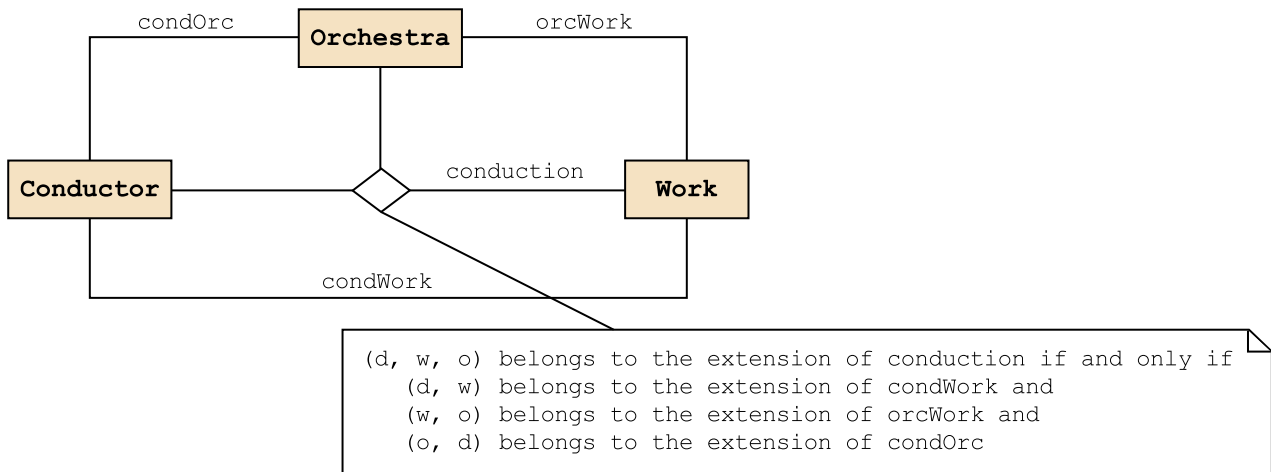 condOrc
Orchestra
orcWork
Conductor
conduction
Work
condWork
(d, w, o) belongs to the extension of conduction if and only if
(d, w) belongs to the extension of condWork and
(w, o) belongs to the extension of orcWork and
(o, d) belongs to the extension of condOrc